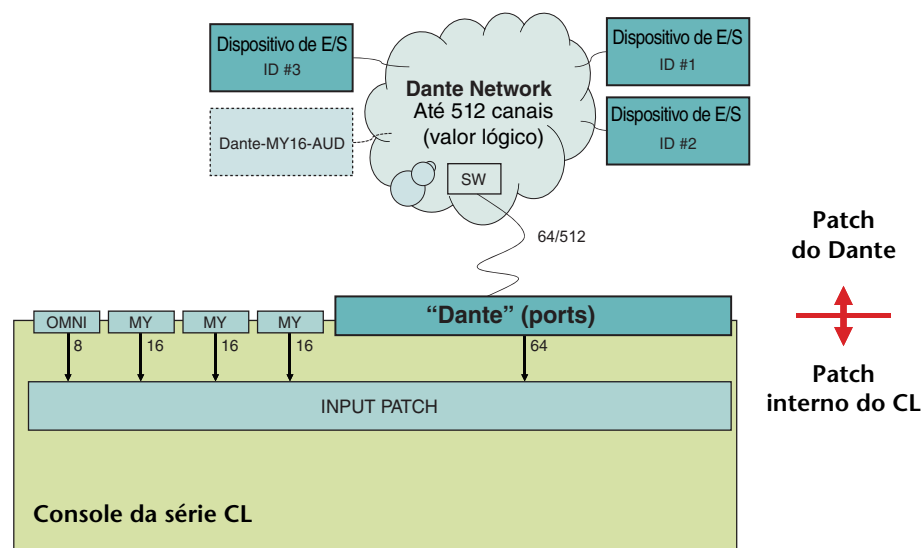 Dispositivo de E/S
ID #3
Dante-MY16-AUD
Dante Network
Até 512 canais
(valor lógico)
SW
Dispositivo de E/S
ID #1
Dispositivo de E/S
ID #2
64/512
Patch
do Dante
Patch
interno do CL
OMNI
MY
MY
MY
“Dante” (ports)
8
16
16
16
64
INPUT PATCH
Console da série CL